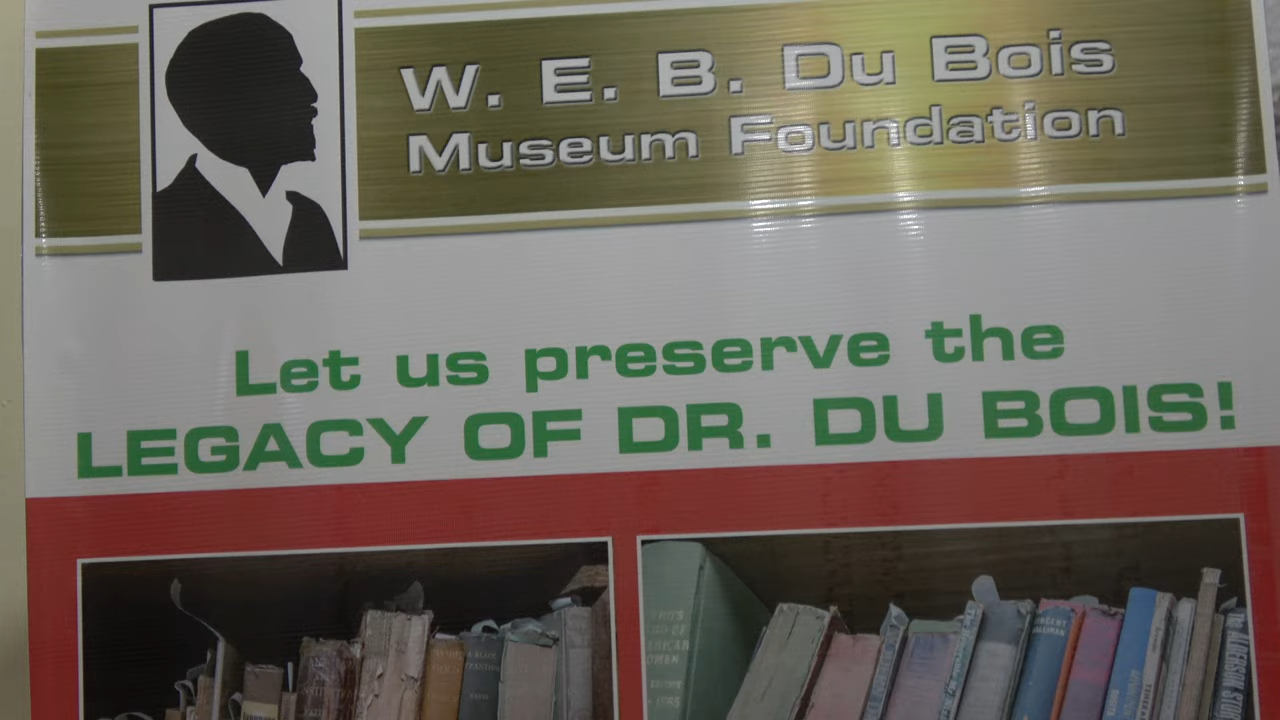 W. E. B. Du Bois
Museum Foundation
Let us preserve the
LEGACY OF DR. DU BOIS!